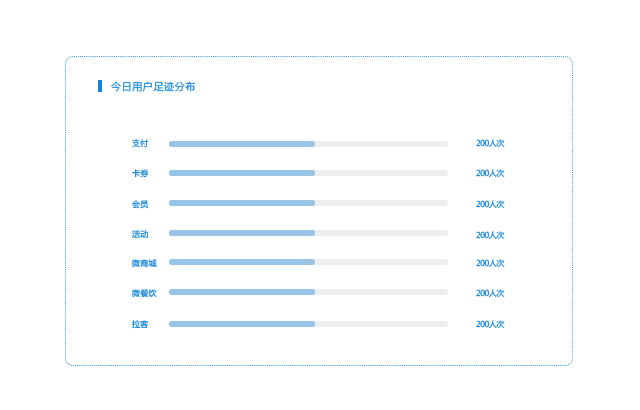 今日用户足迹分布
支付 200人次
卡券 200人次
会员 200人次
活动 200人次
微商城 200人次
微餐饮 200人次
拉客 200人次